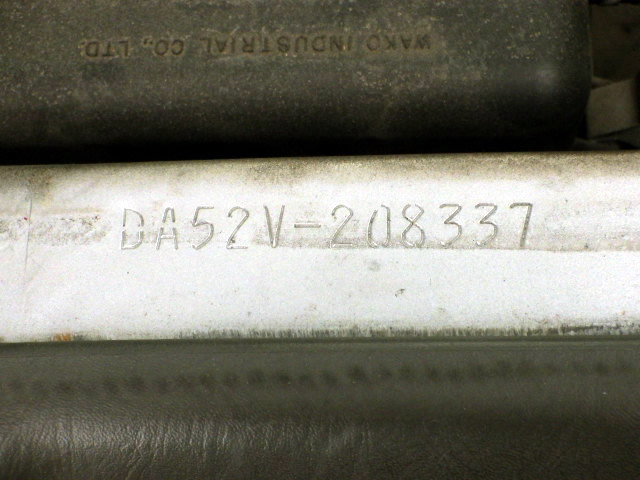 WAKO INDUSTRIAL CO., LTD.
DA52V-208337